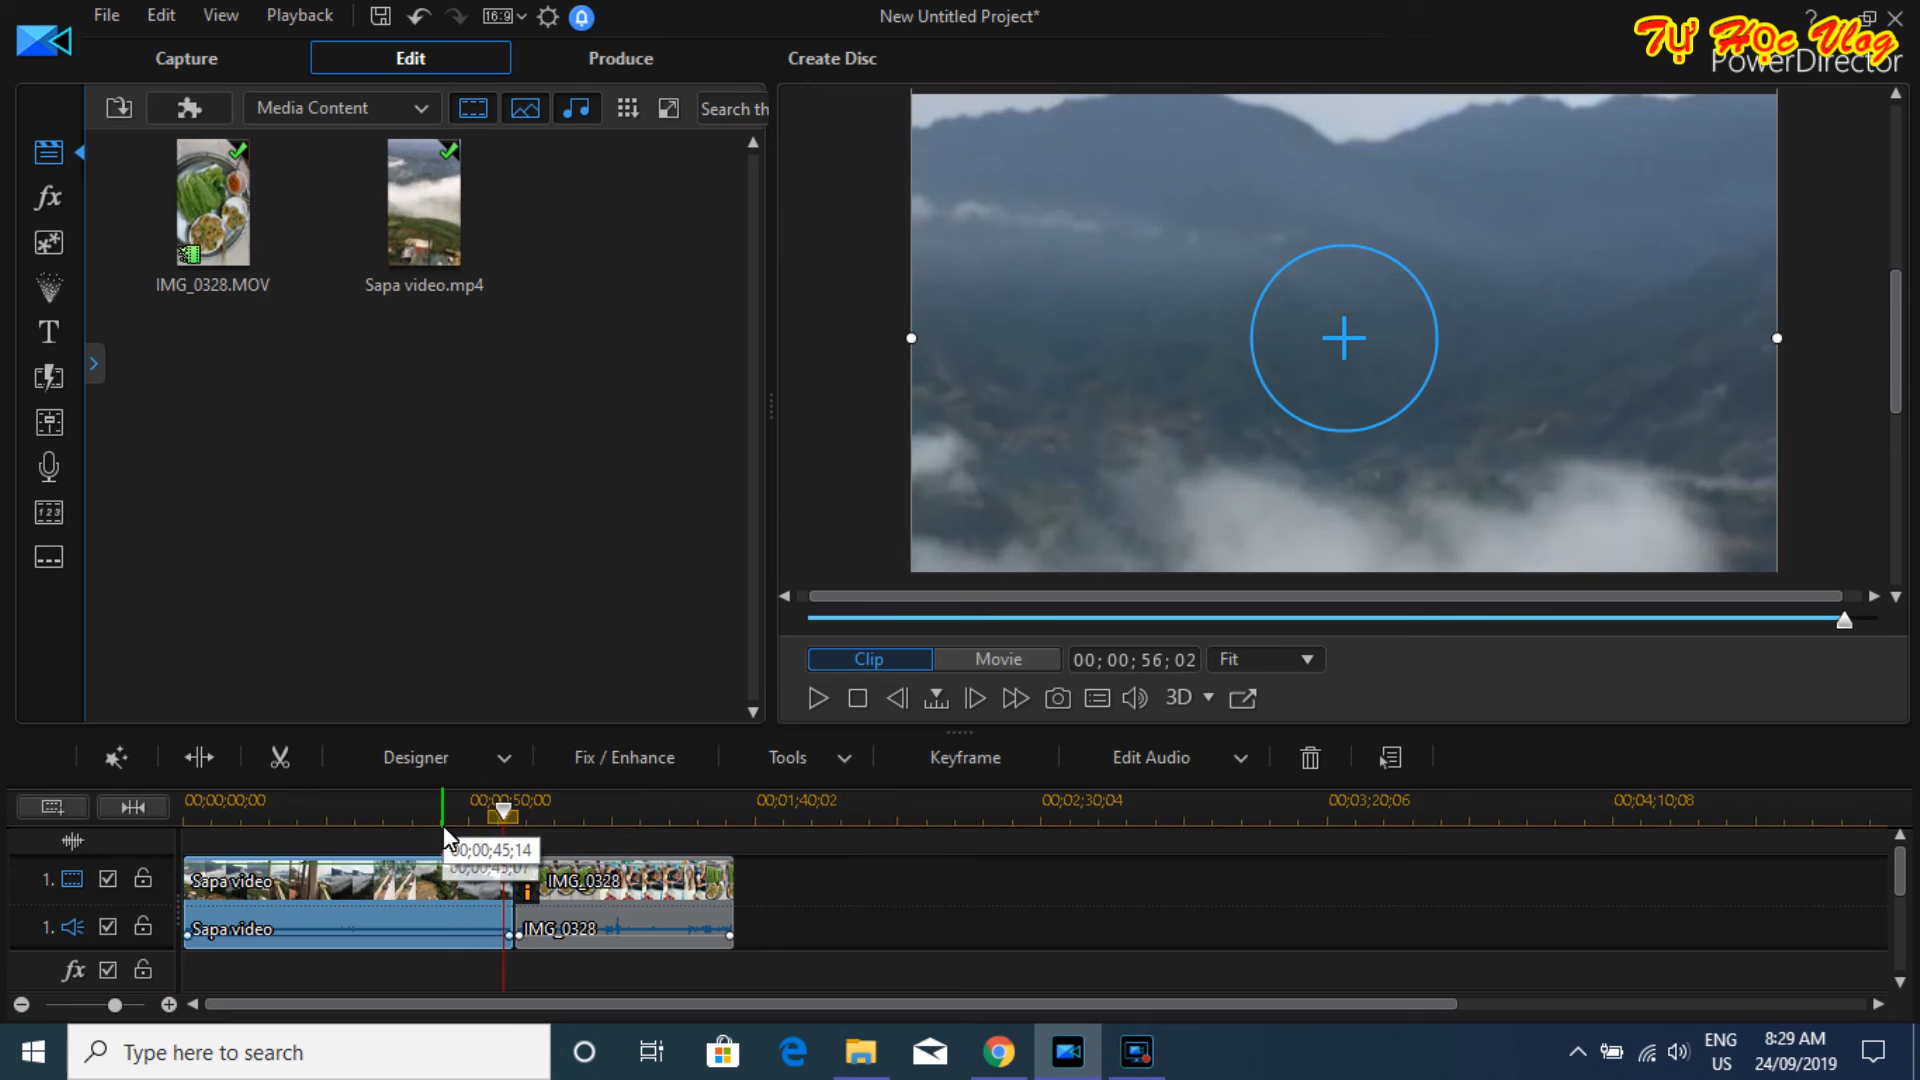 File Edit View Playback 16:9 New Untitled Project* ?
Tự Học Vlog
PowerDirector
Capture Edit Produce Create Disc
Media Content Search th
fx
T
IMG_0328.MOV Sapa video.mp4
Clip Movie 00; 00; 56; 02 Fit
3D
Designer Fix / Enhance Tools Keyframe Edit Audio
00;00;00;00 00;00;50;00 00;01;40;02 00;02;30;04 00;03;20;06 00;04;10;08
00;00;45;14
1. Sapa video IMG_0328
1. Sapa video IMG_0328
fx
Type here to search
ENG
US
8:29 AM
24/09/2019